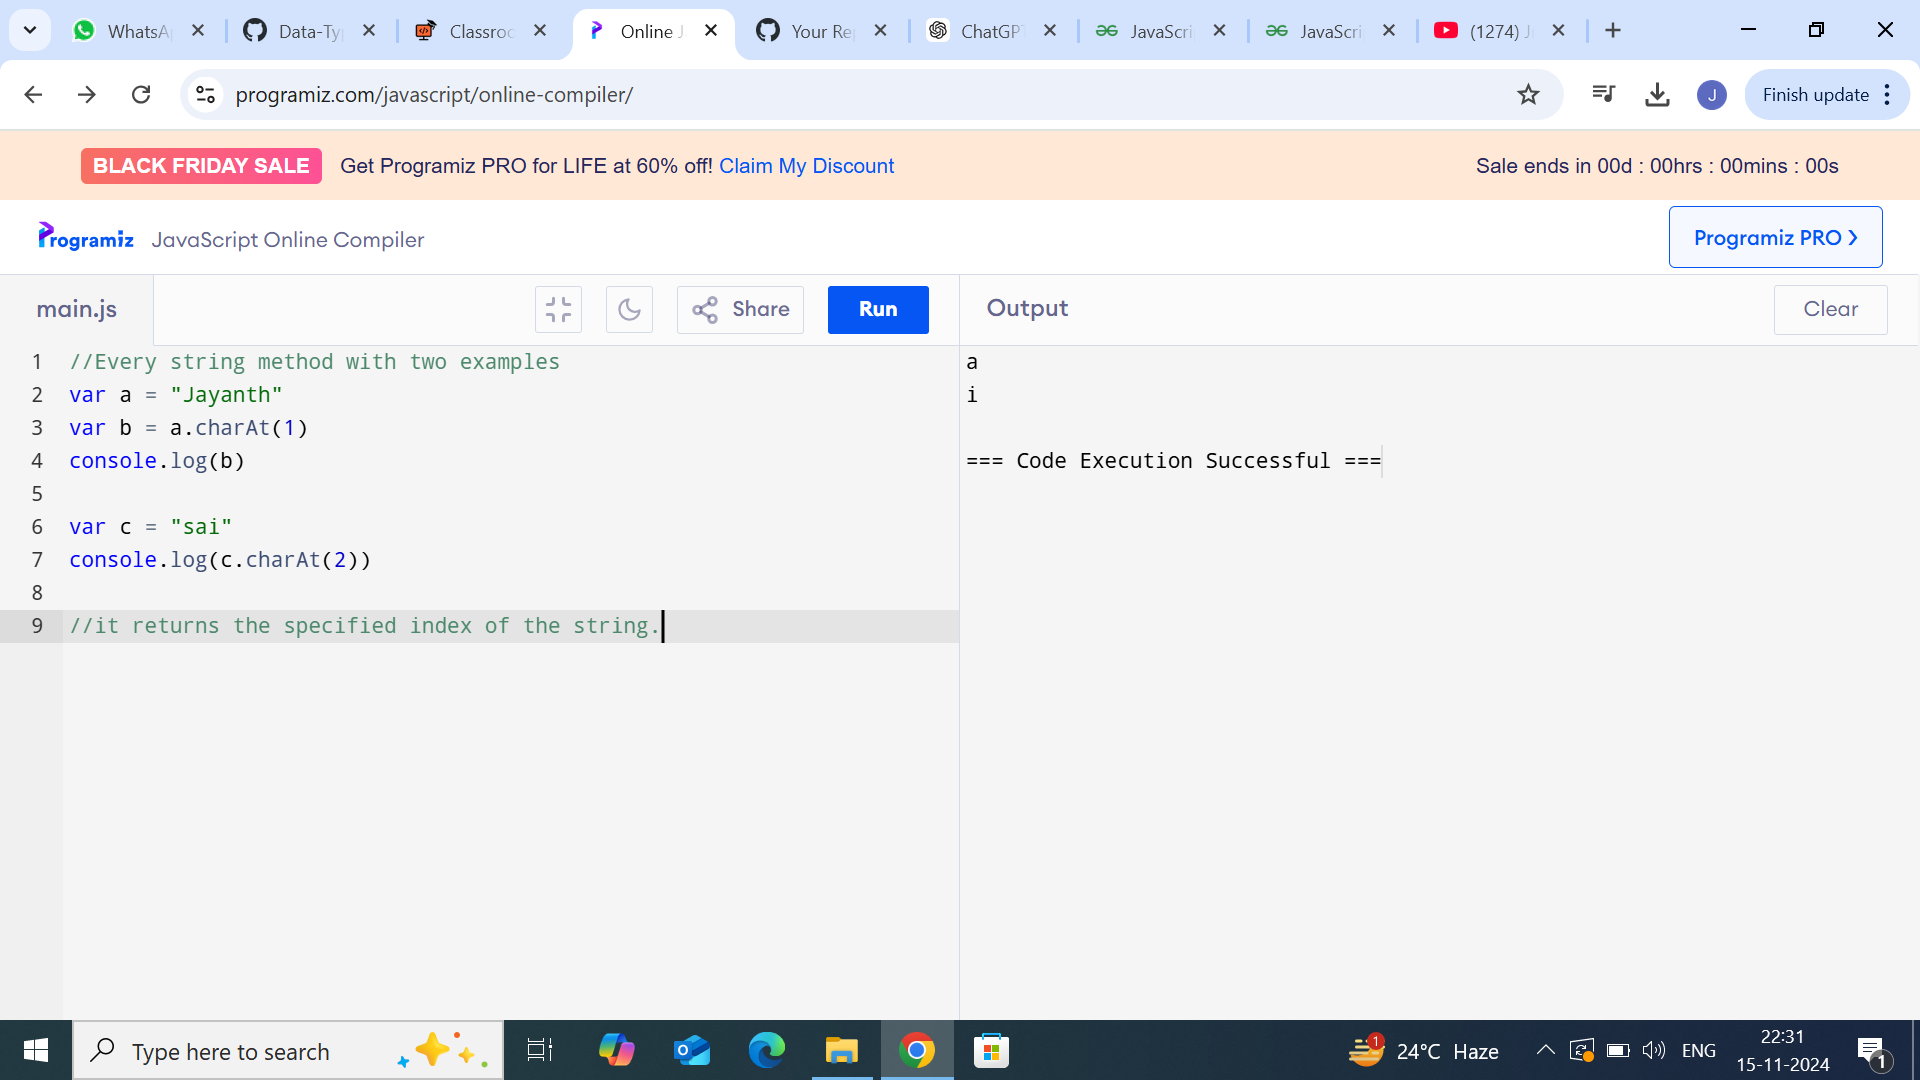 WhatsA
Data-Ty
Classroo
Online J
Your Re
ChatGP
JavaScri
JavaScri
(1274) J
programiz.com/javascript/online-compiler/
J
Finish update
BLACK FRIDAY SALE Get Programiz PRO for LIFE at 60% off! Claim My Discount
Sale ends in 00d : 00hrs : 00mins : 00s
Programiz JavaScript Online Compiler
Programiz PRO ❯
main.js
Share
Run
Output
Clear
1 //Every string method with two examples
2 var a = "Jayanth"
3 var b = a.charAt(1)
4 console.log(b)
5
6 var c = "sai"
7 console.log(c.charAt(2))
8
9 //it returns the specified index of the string.
a
i
=== Code Execution Successful ===
Type here to search
1
24°C Haze
ENG
22:31
15-11-2024
1